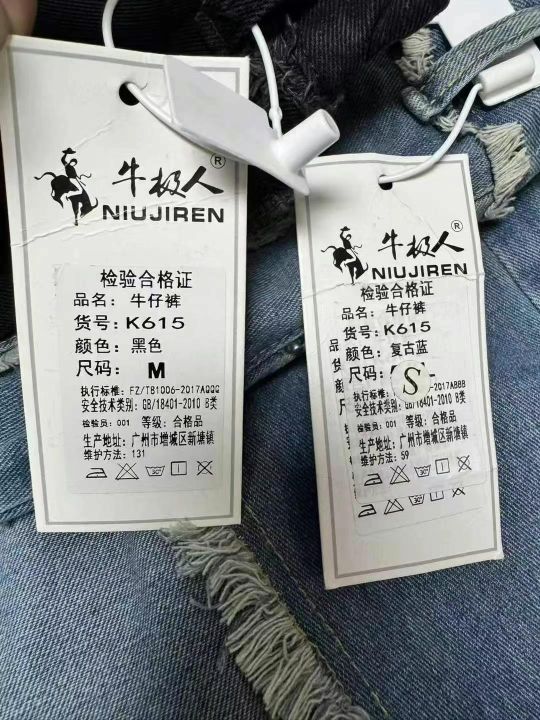 牛极人®
NIUJIREN
检验合格证
品名: 牛仔裤
货号: K615
颜色: 黑色
尺码: M
执行标椎: FZ/T81006-2017AQQQ
安全技术类别: GB/18401-2010 B类
检验员: 001 等级: 合格品
生产地址: 广州市增城区新塘镇
维护方法: 131
牛极人®
NIUJIREN
检验合格证
品名: 牛仔裤
货号: K615
颜色: 复古蓝
尺码: S
-2017ABBB
安全技术类别: GB/18401-2010 B类
检验员: 001 等级: 合格品
生产地址: 广州市增城区新塘镇
维护方法: 59